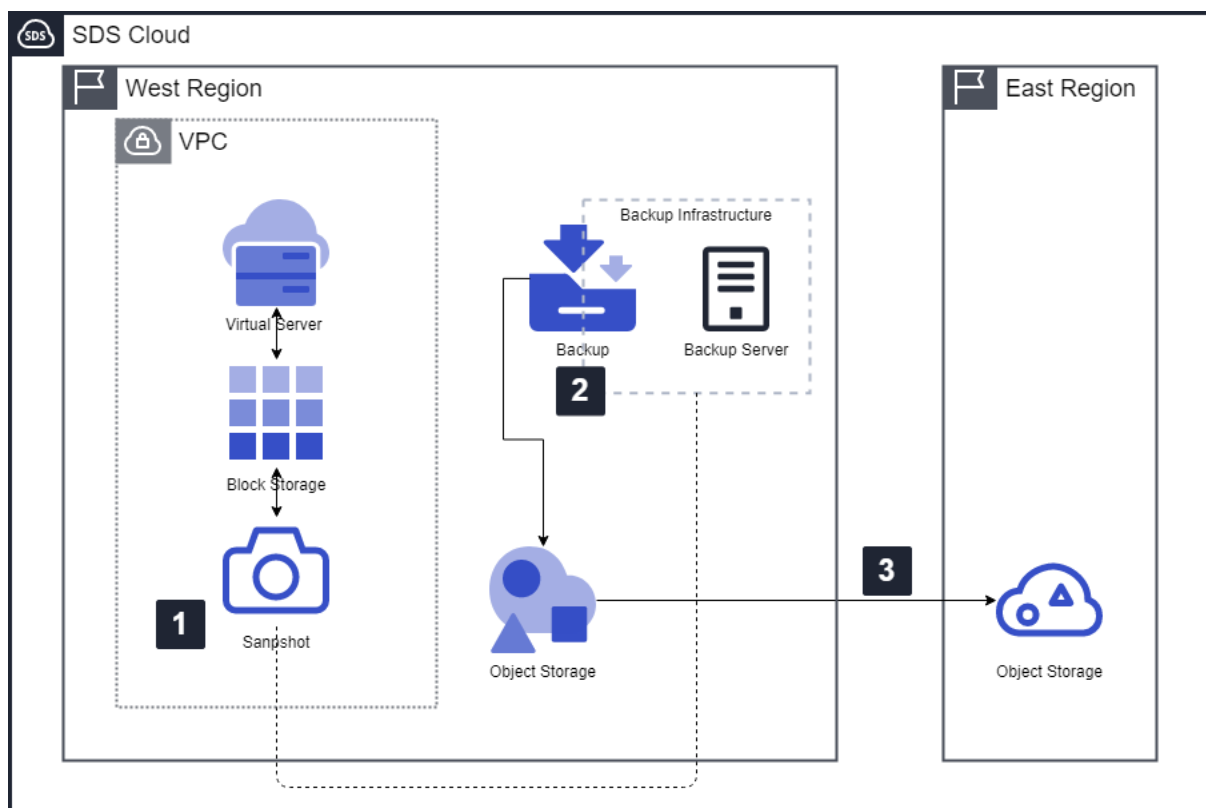 SDS
SDS Cloud
West Region
East Region
VPC
Backup Infrastructure
Virtual Server
Backup
Backup Server
2
Block Storage
3
1
Sanpshot
Object Storage
Object Storage